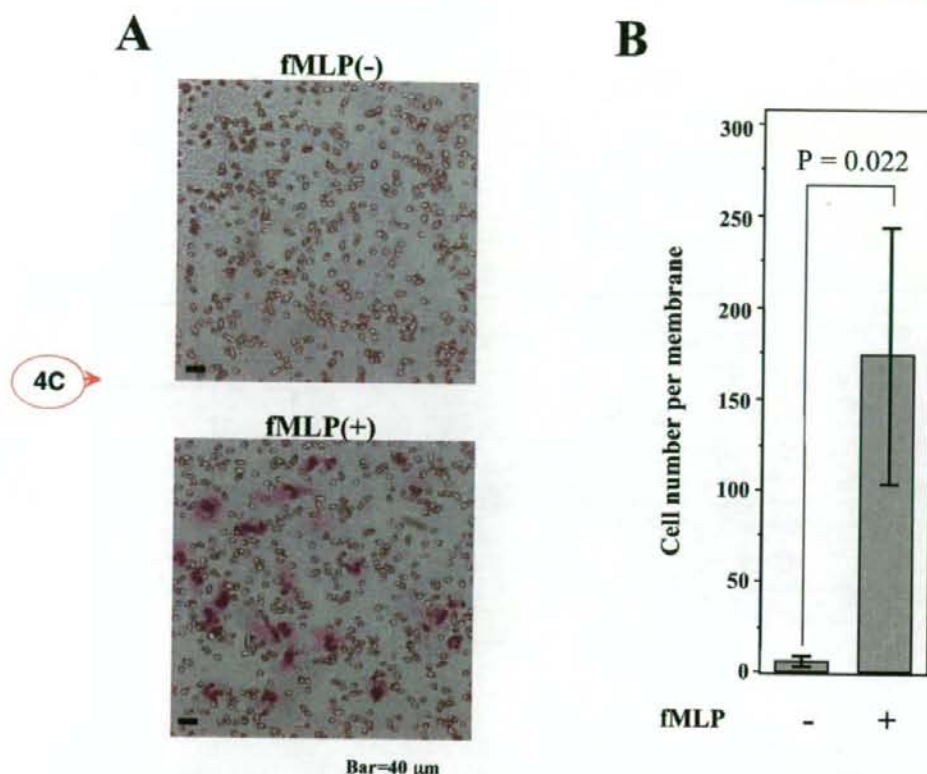 A
fMLP(-)
4C
fMLP(+)
Bar=40 μm
B
300
P = 0.022
250
200
150
100
50
0
Cell number per membrane
fMLP - +